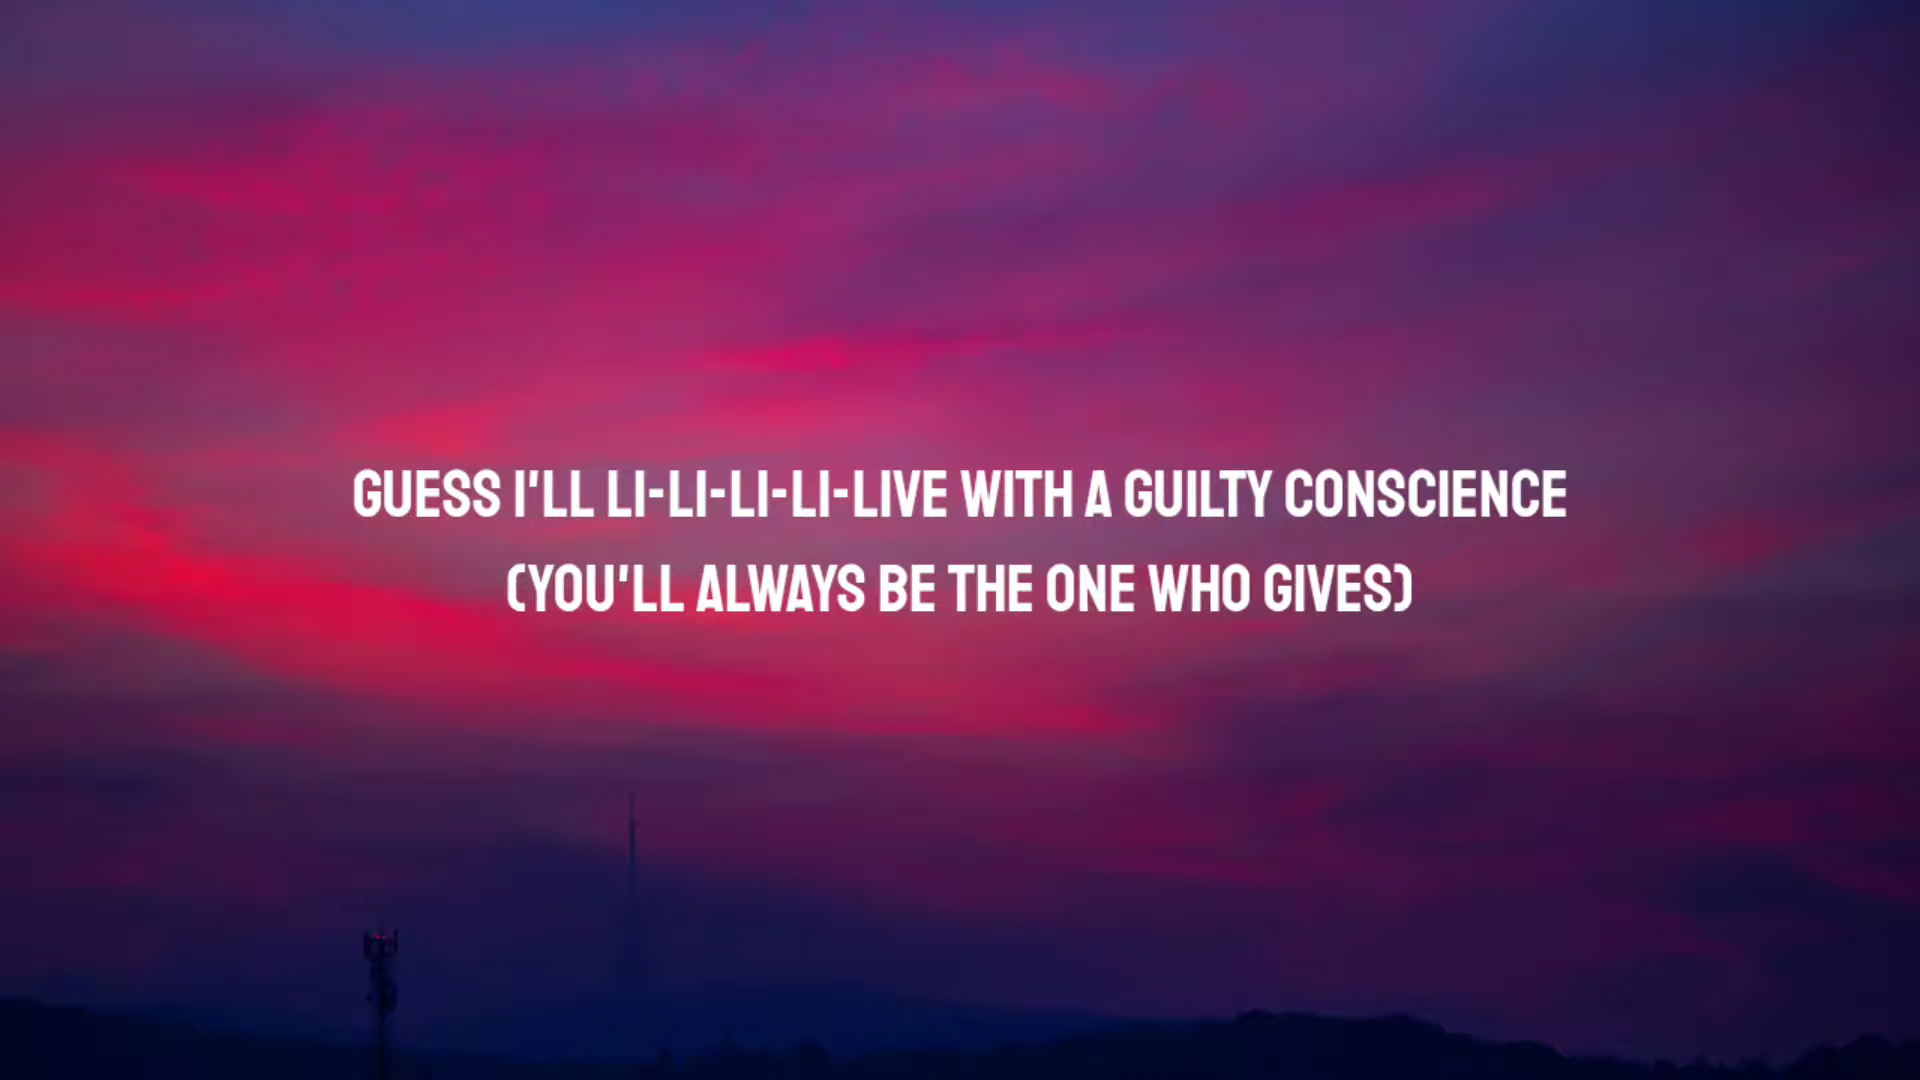 GUESS I'LL LI-LI-LI-LI-LIVE WITH A GUILTY CONSCIENCE
(YOU'LL ALWAYS BE THE ONE WHO GIVES)